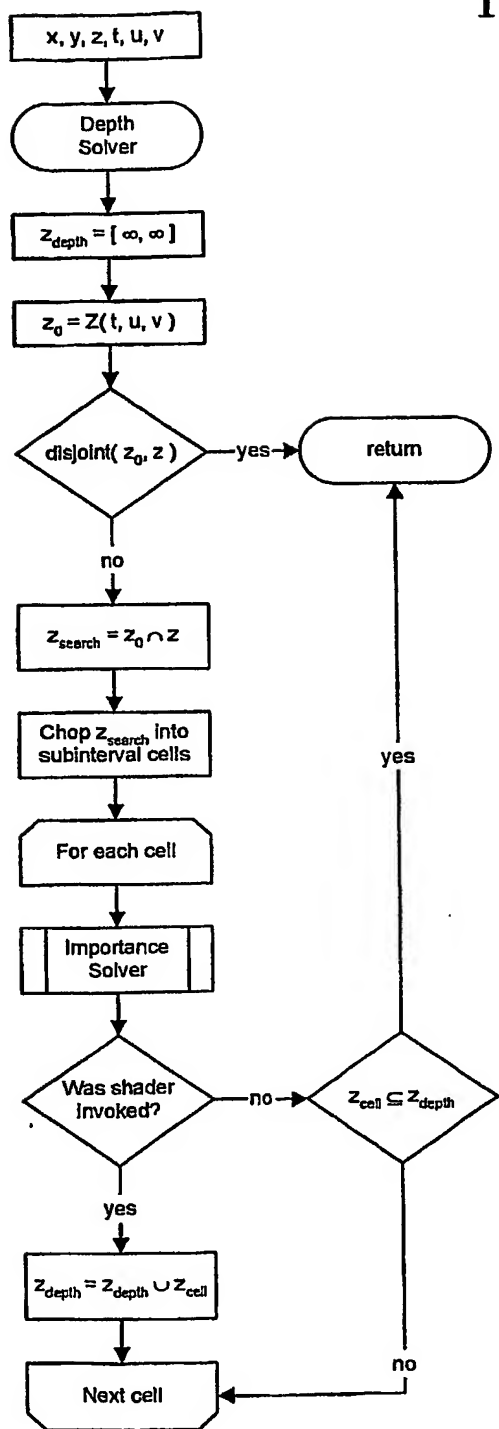 x, y, z, t, u, v
Depth
Solver
z_depth = [ ∞, ∞ ]
z_0 = Z( t, u, v )
disjoint( z_0, z )
yes
return
no
z_search = z_0 ∩ z
Chop z_search into
subinterval cells
yes
For each cell
Importance
Solver
Was shader
invoked?
no
z_cell ⊆ z_depth
yes
z_depth = z_depth ∪ z_cell
no
Next cell